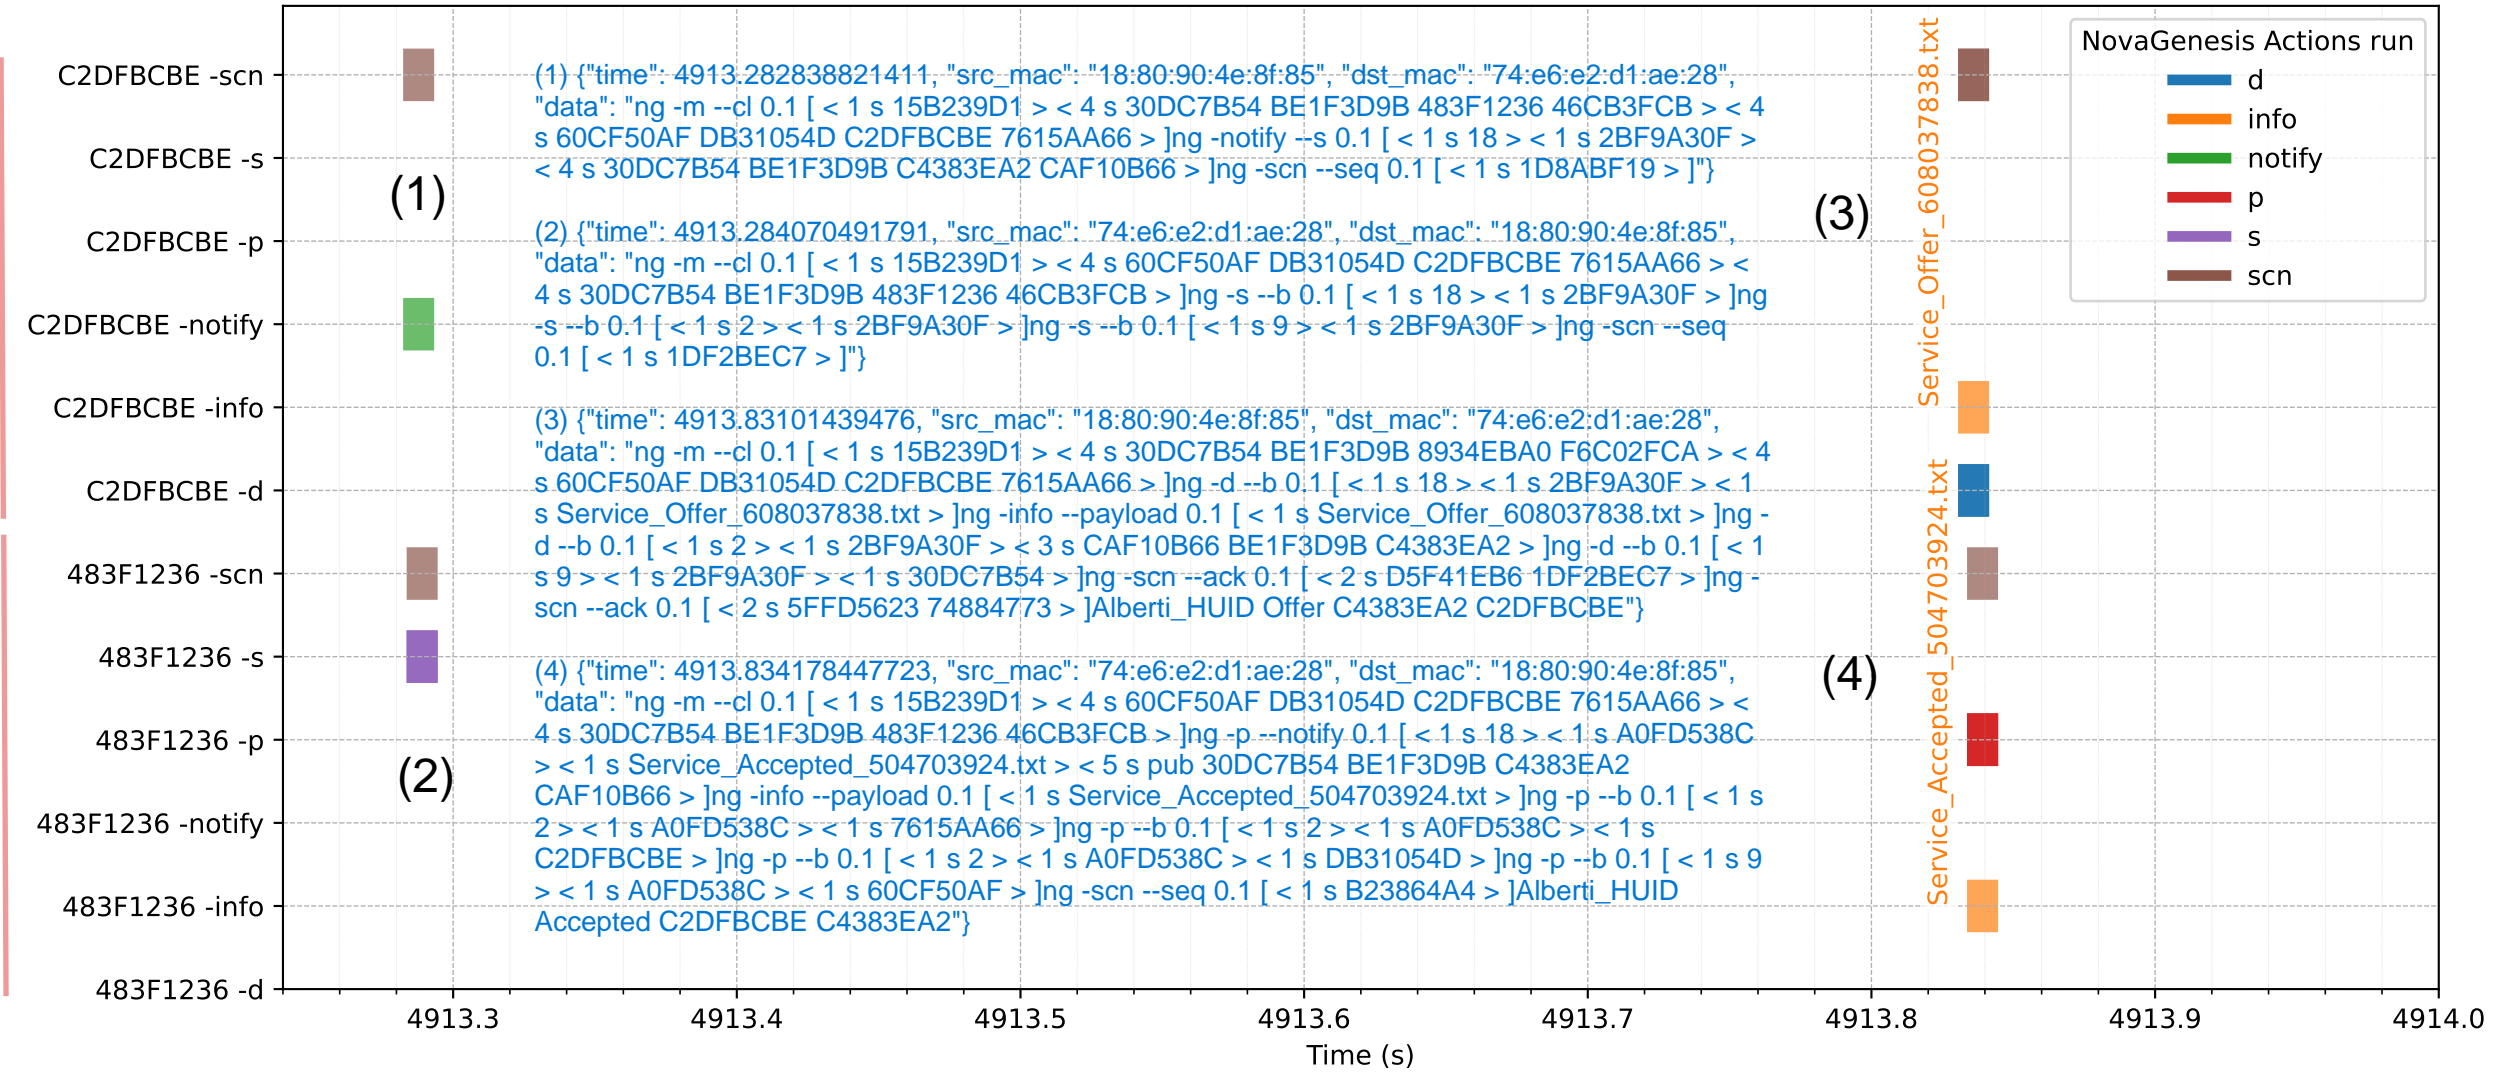 C2DFBCBE -scn
C2DFBCBE -s
C2DFBCBE -p
C2DFBCBE -notify
C2DFBCBE -info
C2DFBCBE -d
483F1236 -scn
483F1236 -s
483F1236 -p
483F1236 -notify
483F1236 -info
483F1236 -d
(1)
(2)
(1) {"time": 4913.282838821411, "src_mac": "18:80:90:4e:8f:85", "dst_mac": "74:e6:e2:d1:ae:28",
"data": "ng -m --cl 0.1 [ < 1 s 15B239D1 > < 4 s 30DC7B54 BE1F3D9B 483F1236 46CB3FCB > < 4
s 60CF50AF DB31054D C2DFBCBE 7615AA66 > ]ng -notify --s 0.1 [ < 1 s 18 > < 1 s 2BF9A30F >
< 4 s 30DC7B54 BE1F3D9B C4383EA2 CAF10B66 > ]ng -scn --seq 0.1 [ < 1 s 1D8ABF19 > ]"}
(2) {"time": 4913.284070491791, "src_mac": "74:e6:e2:d1:ae:28", "dst_mac": "18:80:90:4e:8f:85",
"data": "ng -m --cl 0.1 [ < 1 s 15B239D1 > < 4 s 60CF50AF DB31054D C2DFBCBE 7615AA66 > <
4 s 30DC7B54 BE1F3D9B 483F1236 46CB3FCB > ]ng -s --b 0.1 [ < 1 s 18 > < 1 s 2BF9A30F > ]ng
-s --b 0.1 [ < 1 s 2 > < 1 s 2BF9A30F > ]ng -s --b 0.1 [ < 1 s 9 > < 1 s 2BF9A30F > ]ng -scn --seq
0.1 [ < 1 s 1DF2BEC7 > ]"}
(3) {"time": 4913.83101439476, "src_mac": "18:80:90:4e:8f:85", "dst_mac": "74:e6:e2:d1:ae:28",
"data": "ng -m --cl 0.1 [ < 1 s 15B239D1 > < 4 s 30DC7B54 BE1F3D9B 8934EBA0 F6C02FCA > < 4
s 60CF50AF DB31054D C2DFBCBE 7615AA66 > ]ng -d --b 0.1 [ < 1 s 18 > < 1 s 2BF9A30F > < 1
s Service_Offer_608037838.txt > ]ng -info --payload 0.1 [ < 1 s Service_Offer_608037838.txt > ]ng -
d --b 0.1 [ < 1 s 2 > < 1 s 2BF9A30F > < 3 s CAF10B66 BE1F3D9B C4383EA2 > ]ng -d --b 0.1 [ < 1
s 9 > < 1 s 2BF9A30F > < 1 s 30DC7B54 > ]ng -scn --ack 0.1 [ < 2 s D5F41EB6 1DF2BEC7 > ]ng -
scn --ack 0.1 [ < 2 s 5FFD5623 74884773 > ]Alberti_HUID Offer C4383EA2 C2DFBCBE"}
(4) {"time": 4913.834178447723, "src_mac": "74:e6:e2:d1:ae:28", "dst_mac": "18:80:90:4e:8f:85",
"data": "ng -m --cl 0.1 [ < 1 s 15B239D1 > < 4 s 60CF50AF DB31054D C2DFBCBE 7615AA66 > <
4 s 30DC7B54 BE1F3D9B 483F1236 46CB3FCB > ]ng -p --notify 0.1 [ < 1 s 18 > < 1 s A0FD538C
> < 1 s Service_Accepted_504703924.txt > < 5 s pub 30DC7B54 BE1F3D9B C4383EA2
CAF10B66 > ]ng -info --payload 0.1 [ < 1 s Service_Accepted_504703924.txt > ]ng -p --b 0.1 [ < 1 s
2 > < 1 s A0FD538C > < 1 s 7615AA66 > ]ng -p --b 0.1 [ < 1 s 2 > < 1 s A0FD538C > < 1 s
C2DFBCBE > ]ng -p --b 0.1 [ < 1 s 2 > < 1 s A0FD538C > < 1 s DB31054D > ]ng -p --b 0.1 [ < 1 s 9
> < 1 s A0FD538C > < 1 s 60CF50AF > ]ng -scn --seq 0.1 [ < 1 s B23864A4 > ]Alberti_HUID
Accepted C2DFBCBE C4383EA2"}
(3)
(4)
Service_Offer_608037838.txt
Service_Accepted_504703924.txt
NovaGenesis Actions run
d
info
notify
p
s
scn
4913.3
4913.4
4913.5
4913.6
4913.7
4913.8
4913.9
4914.0
Time (s)